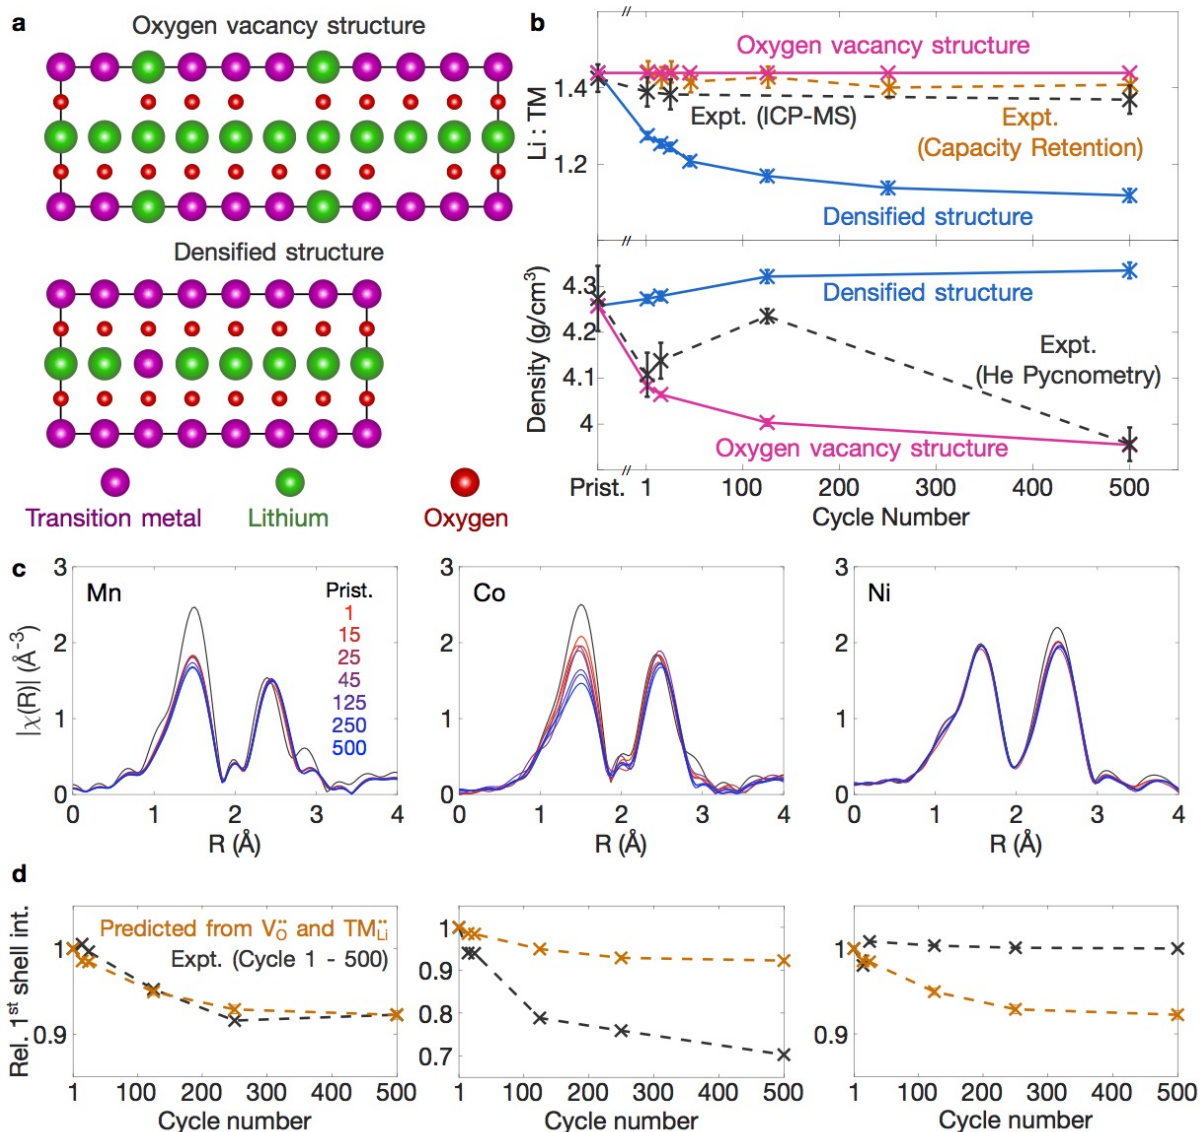 a
Oxygen vacancy structure
Densified structure
Transition metal
Lithium
Oxygen
b
Oxygen vacancy structure
1.4
Expt. (ICP-MS)
Expt.
(Capacity Retention)
Li : TM
1.2
Densified structure
4.3
Densified structure
4.2
Expt.
(He Pycnometry)
4.1
Density (g/cm³)
4
Oxygen vacancy structure
Prist. 1 100 200 300 400 500
Cycle Number
c
3
Mn
Prist.
1
15
25
45
125
250
500
2
1
0
|χ(R)| (Å⁻³)
0 1 2 3 4
R (Å)
3
Co
2
1
0
0 1 2 3 4
R (Å)
3
Ni
2
1
0
0 1 2 3 4
R (Å)
d
Rel. 1st shell int.
Predicted from V_O^{••} and TM_{Li}^{••}
Expt. (Cycle 1 - 500)
1
0.9
1 100 200 300 400 500
Cycle number
1
0.9
0.8
0.7
1 100 200 300 400 500
Cycle number
1
0.9
1 100 200 300 400 500
Cycle number